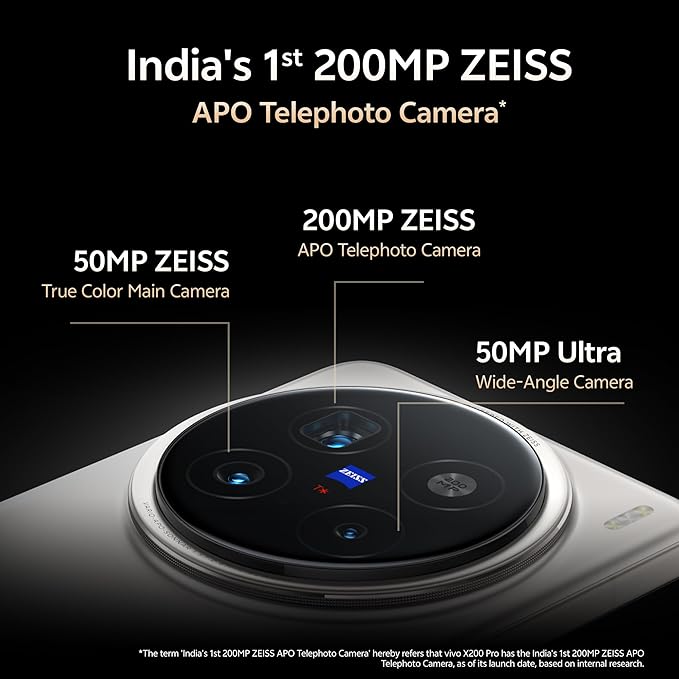 India's 1st 200MP ZEISS
APO Telephoto Camera*
200MP ZEISS
APO Telephoto Camera
50MP ZEISS
True Color Main Camera
50MP Ultra
Wide-Angle Camera
ZEISS
T*
200
MP
*The term 'India's 1st 200MP ZEISS APO Telephoto Camera' hereby refers that vivo X200 Pro has the India's 1st 200MP ZEISS APO
Telephoto Camera, as of its launch date, based on internal research.